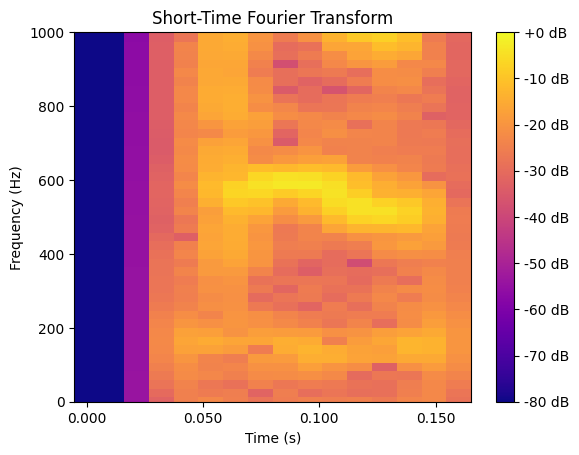 Short-Time Fourier Transform
1000
800
600
400
200
0
Frequency (Hz)
0.000
0.050
0.100
0.150
Time (s)
+0 dB
-10 dB
-20 dB
-30 dB
-40 dB
-50 dB
-60 dB
-70 dB
-80 dB